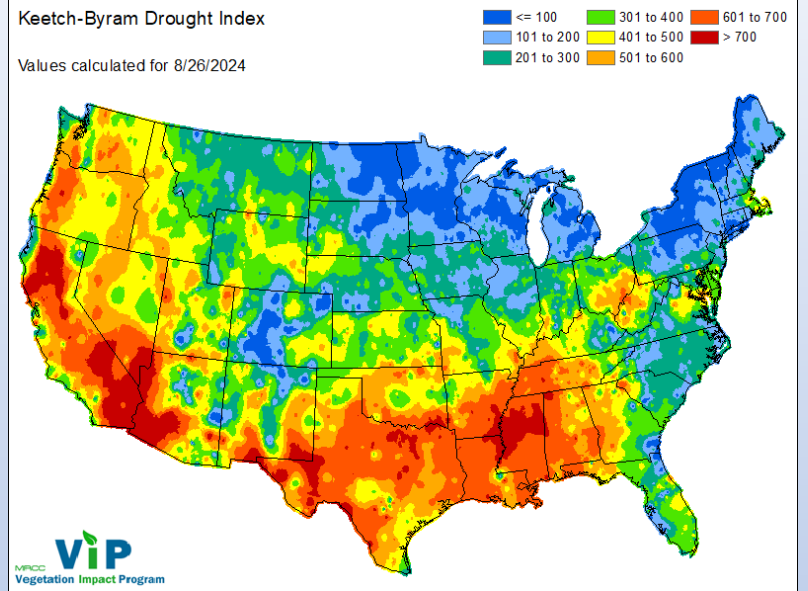 Keetch-Byram Drought Index
Values calculated for 8/26/2024
<= 100
101 to 200
201 to 300
301 to 400
401 to 500
501 to 600
601 to 700
> 700
MRCC
ViP
Vegetation Impact Program